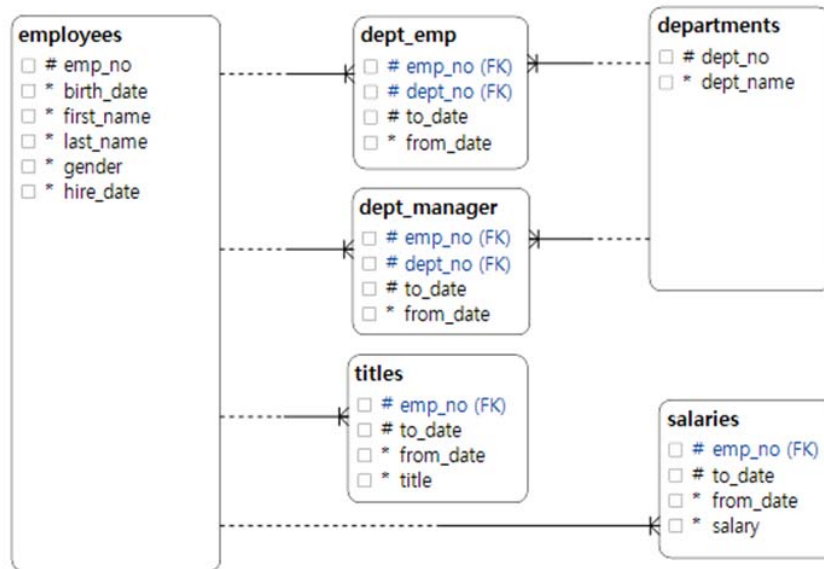 employees
# emp_no
* birth_date
* first_name
* last_name
* gender
* hire_date
dept_emp
# emp_no (FK)
# dept_no (FK)
# to_date
* from_date
departments
# dept_no
* dept_name
dept_manager
# emp_no (FK)
# dept_no (FK)
# to_date
* from_date
titles
# emp_no (FK)
# to_date
* from_date
* title
salaries
# emp_no (FK)
# to_date
* from_date
* salary